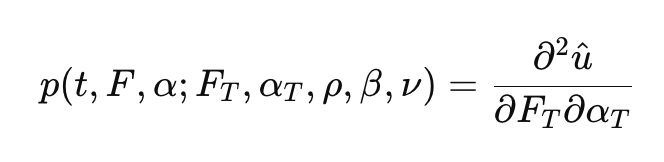 p(t, F, α; F_T, α_T, ρ, β, ν) = ∂²û / ∂F_T∂α_T